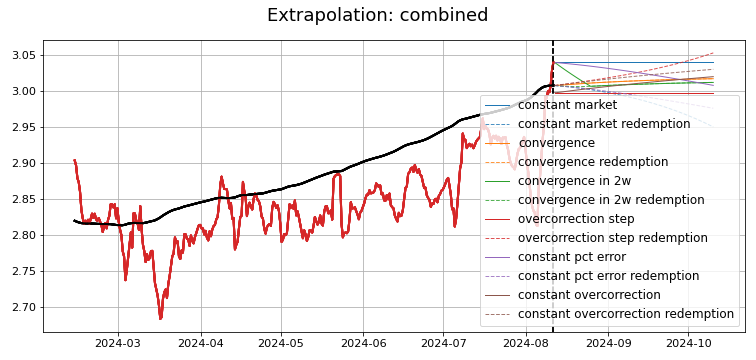 Extrapolation: combined
3.05
3.00
2.95
2.90
2.85
2.80
2.75
2.70
constant market
constant market redemption
convergence
convergence redemption
convergence in 2w
convergence in 2w redemption
overcorrection step
overcorrection step redemption
constant pct error
constant pct error redemption
constant overcorrection
constant overcorrection redemption
2024-03 2024-04 2024-05 2024-06 2024-07 2024-08 2024-09 2024-10